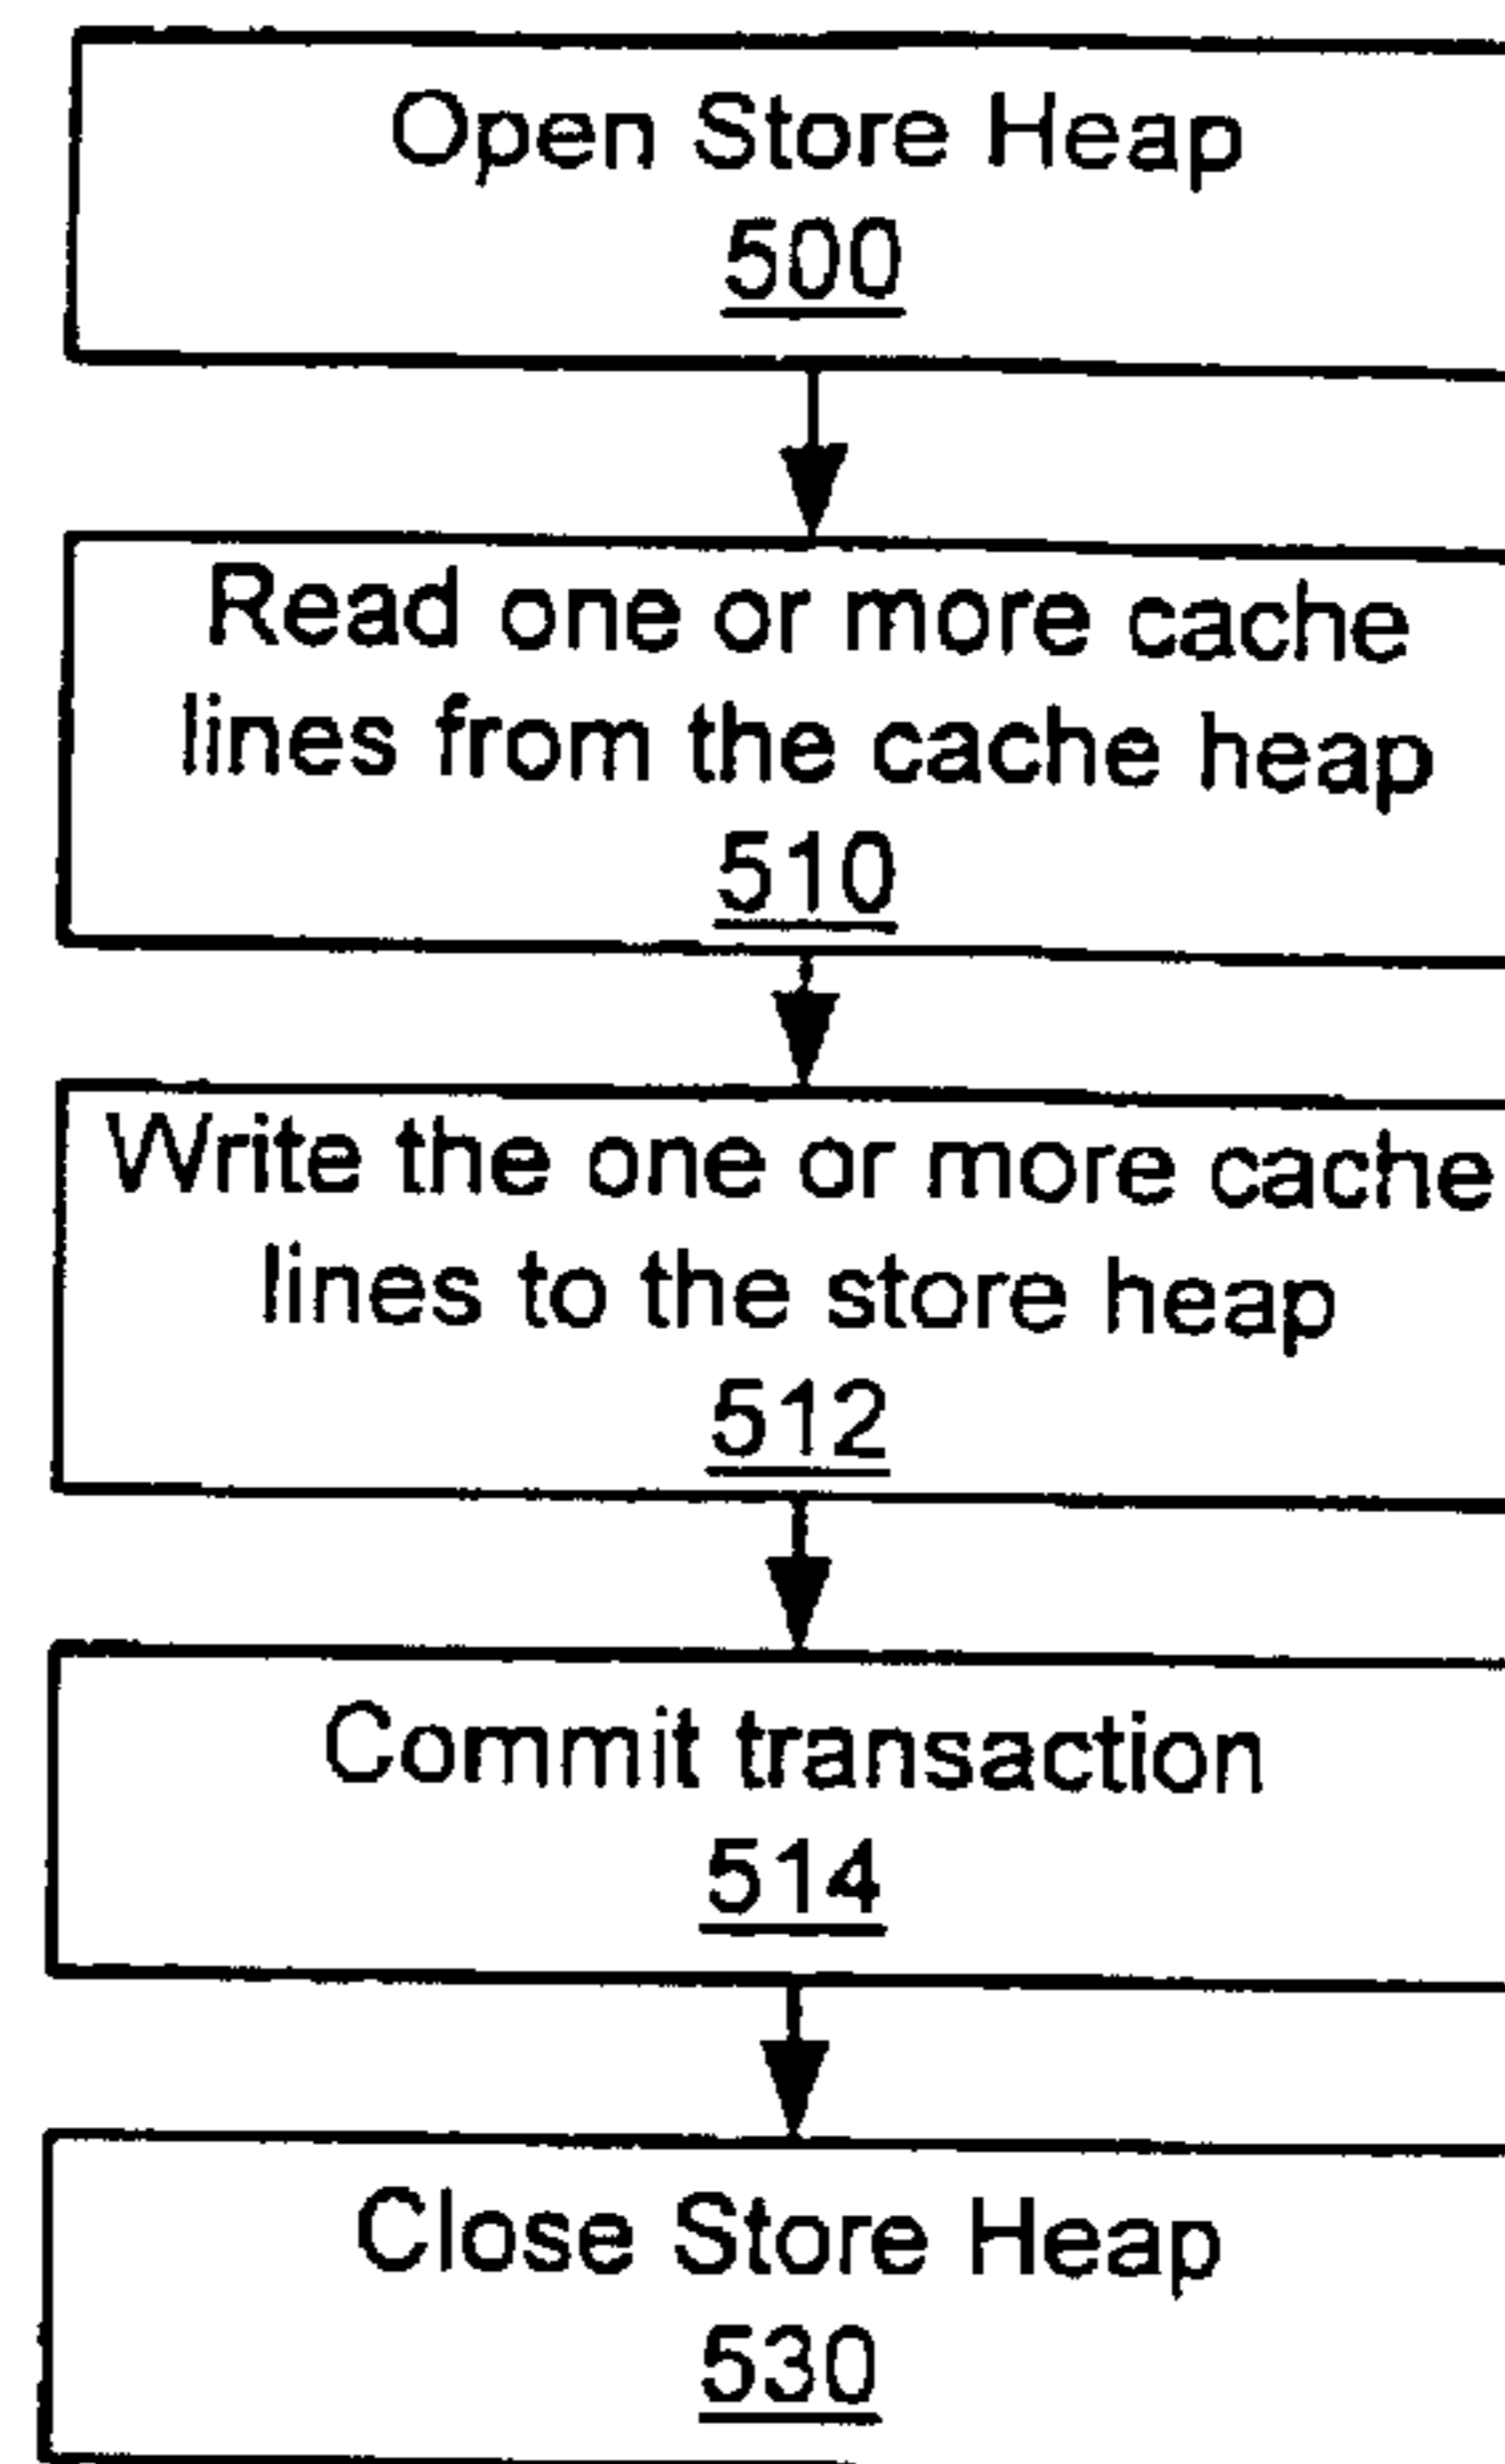 Open Store Heap
500
Read one or more cache
lines from the cache heap
510
Write the one or more cache
lines to the store heap
512
Commit transaction
514
Close Store Heap
530